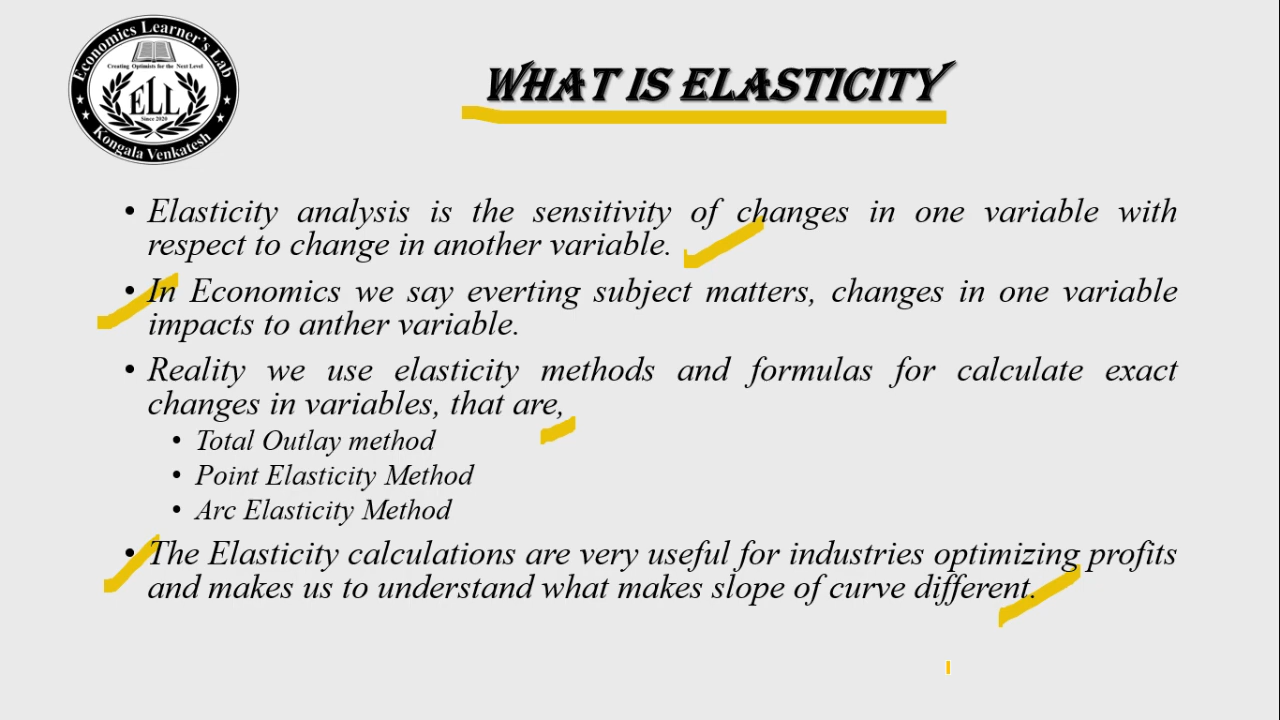 Economics Learner's Lab
Creating Optimists for the Next Level
ELL
Since 2020
Kongala Venkatesh
WHAT IS ELASTICITY
• Elasticity analysis is the sensitivity of changes in one variable with
respect to change in another variable.
• In Economics we say everting subject matters, changes in one variable
impacts to anther variable.
• Reality we use elasticity methods and formulas for calculate exact
changes in variables, that are,
• Total Outlay method
• Point Elasticity Method
• Arc Elasticity Method
• The Elasticity calculations are very useful for industries optimizing profits
and makes us to understand what makes slope of curve different.